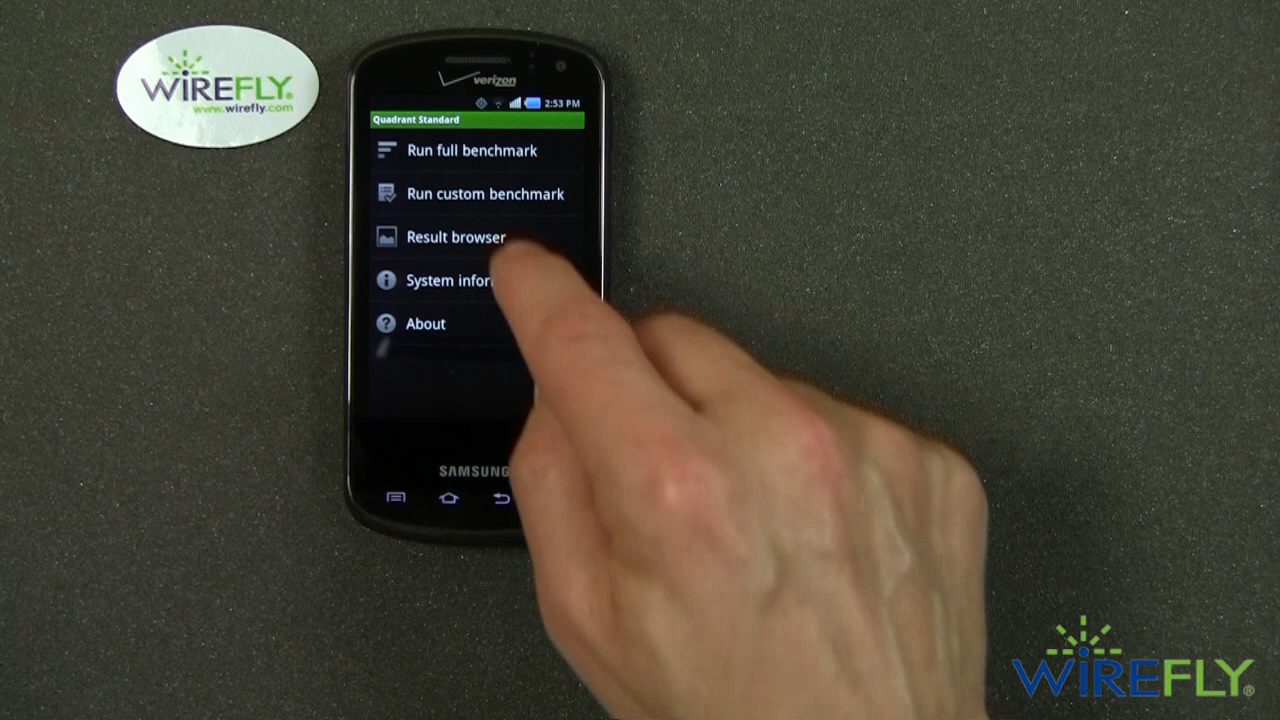 WIREFLY®
www.wirefly.com
verizon
2:53 PM
Quadrant Standard
Run full benchmark
Run custom benchmark
Result browser
System infor
About
SAMSUNG
WIREFLY®